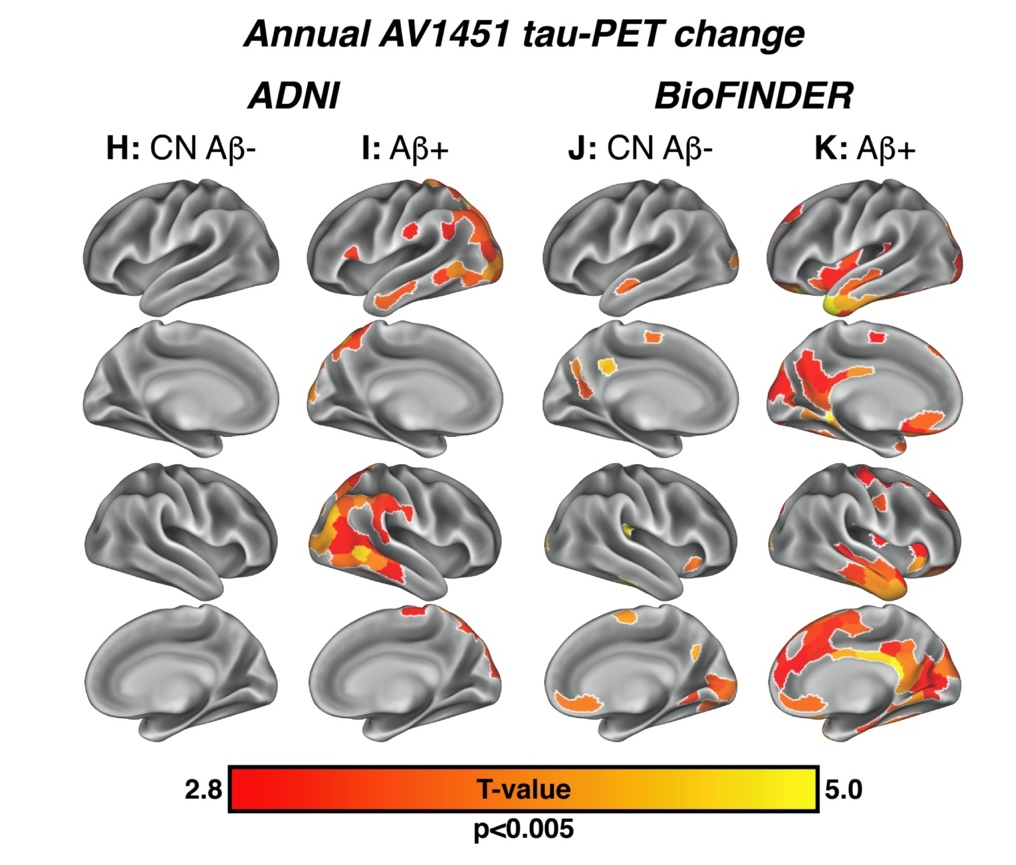 Annual AV1451 tau-PET change
ADNI BioFINDER
H: CN Aβ- I: Aβ+ J: CN Aβ- K: Aβ+
2.8 T-value 5.0
p<0.005